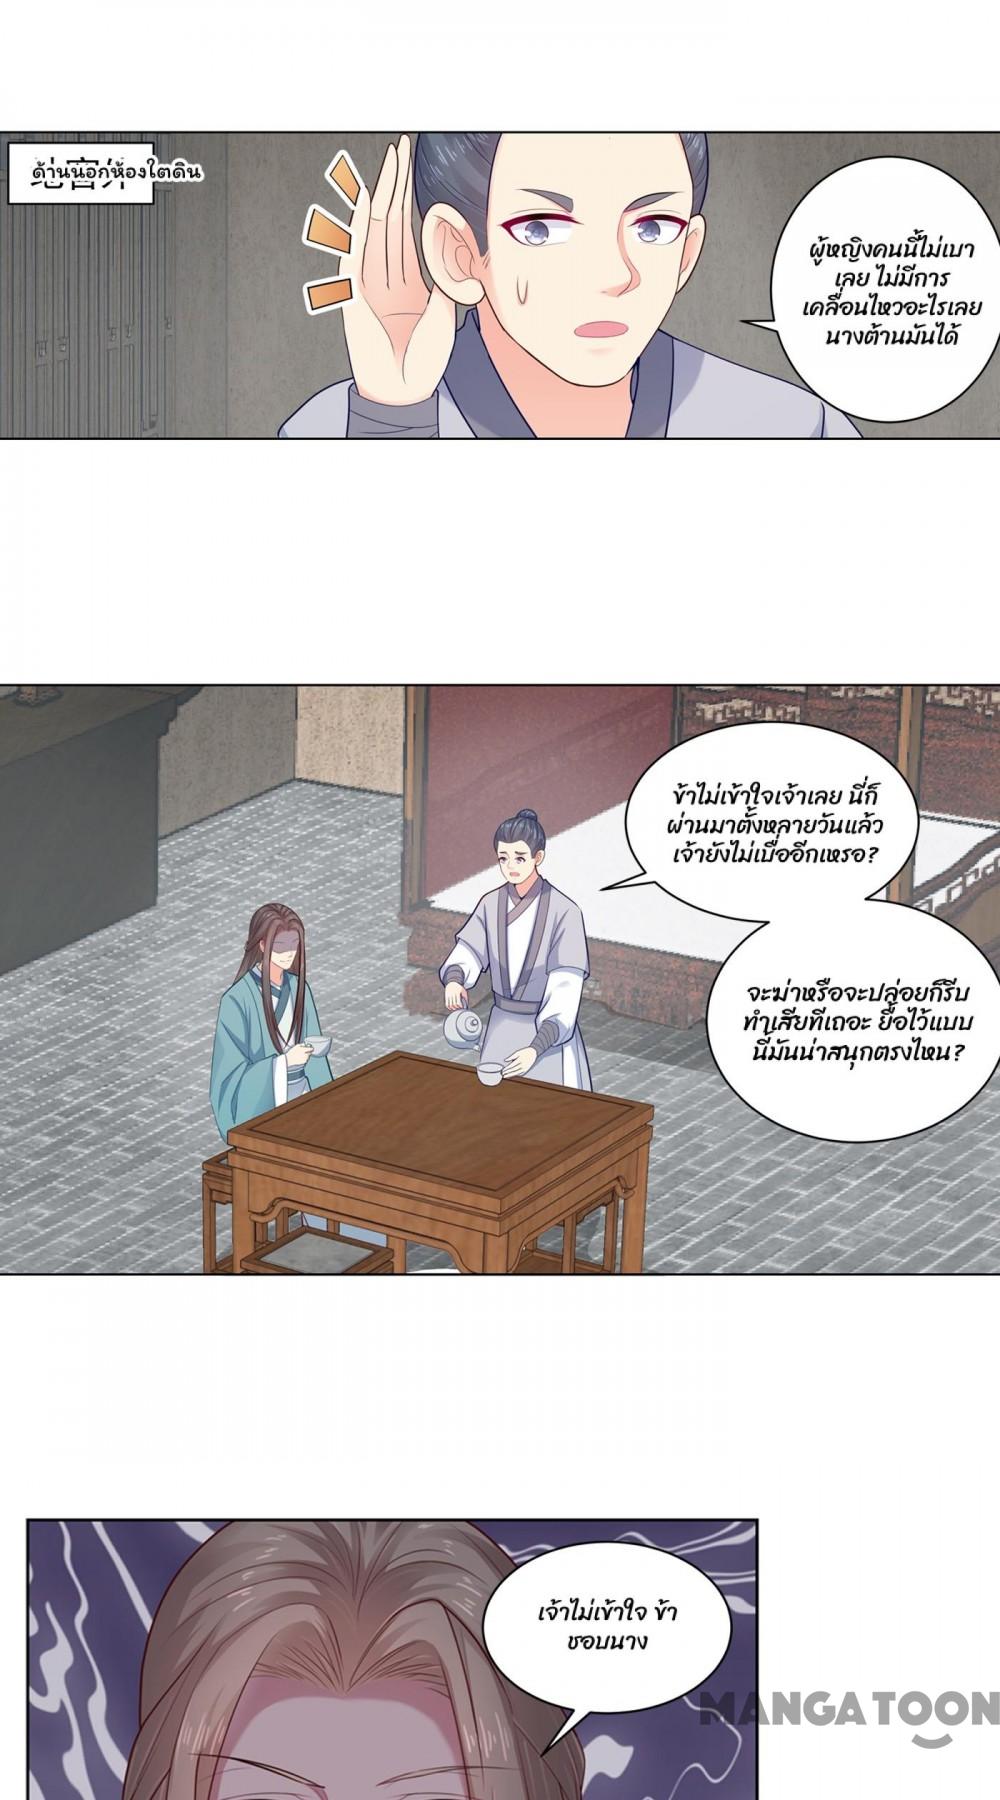 ด้านนอกห้องใตดิน
ผู้หญิงคนนี้ไม่เบา
เลย ไม่มีการ
เคลื่อนไหวอะไรเลย
นางต้านมันได้
ข้าไม่เข้าใจเจ้าเลย นี่ก็
ผ่านมาตั้งหลายวันแล้ว
เจ้ายังไม่เบื่ออีกเหรอ?
จะฆ่าหรือจะปล่อยก็รีบ
ทำเสียทีเถอะ ยื้อไว้แบบ
นี้มันน่าสนุกตรงไหน?
เจ้าไม่เข้าใจ ข้า
ชอบนาง
MANGATOON